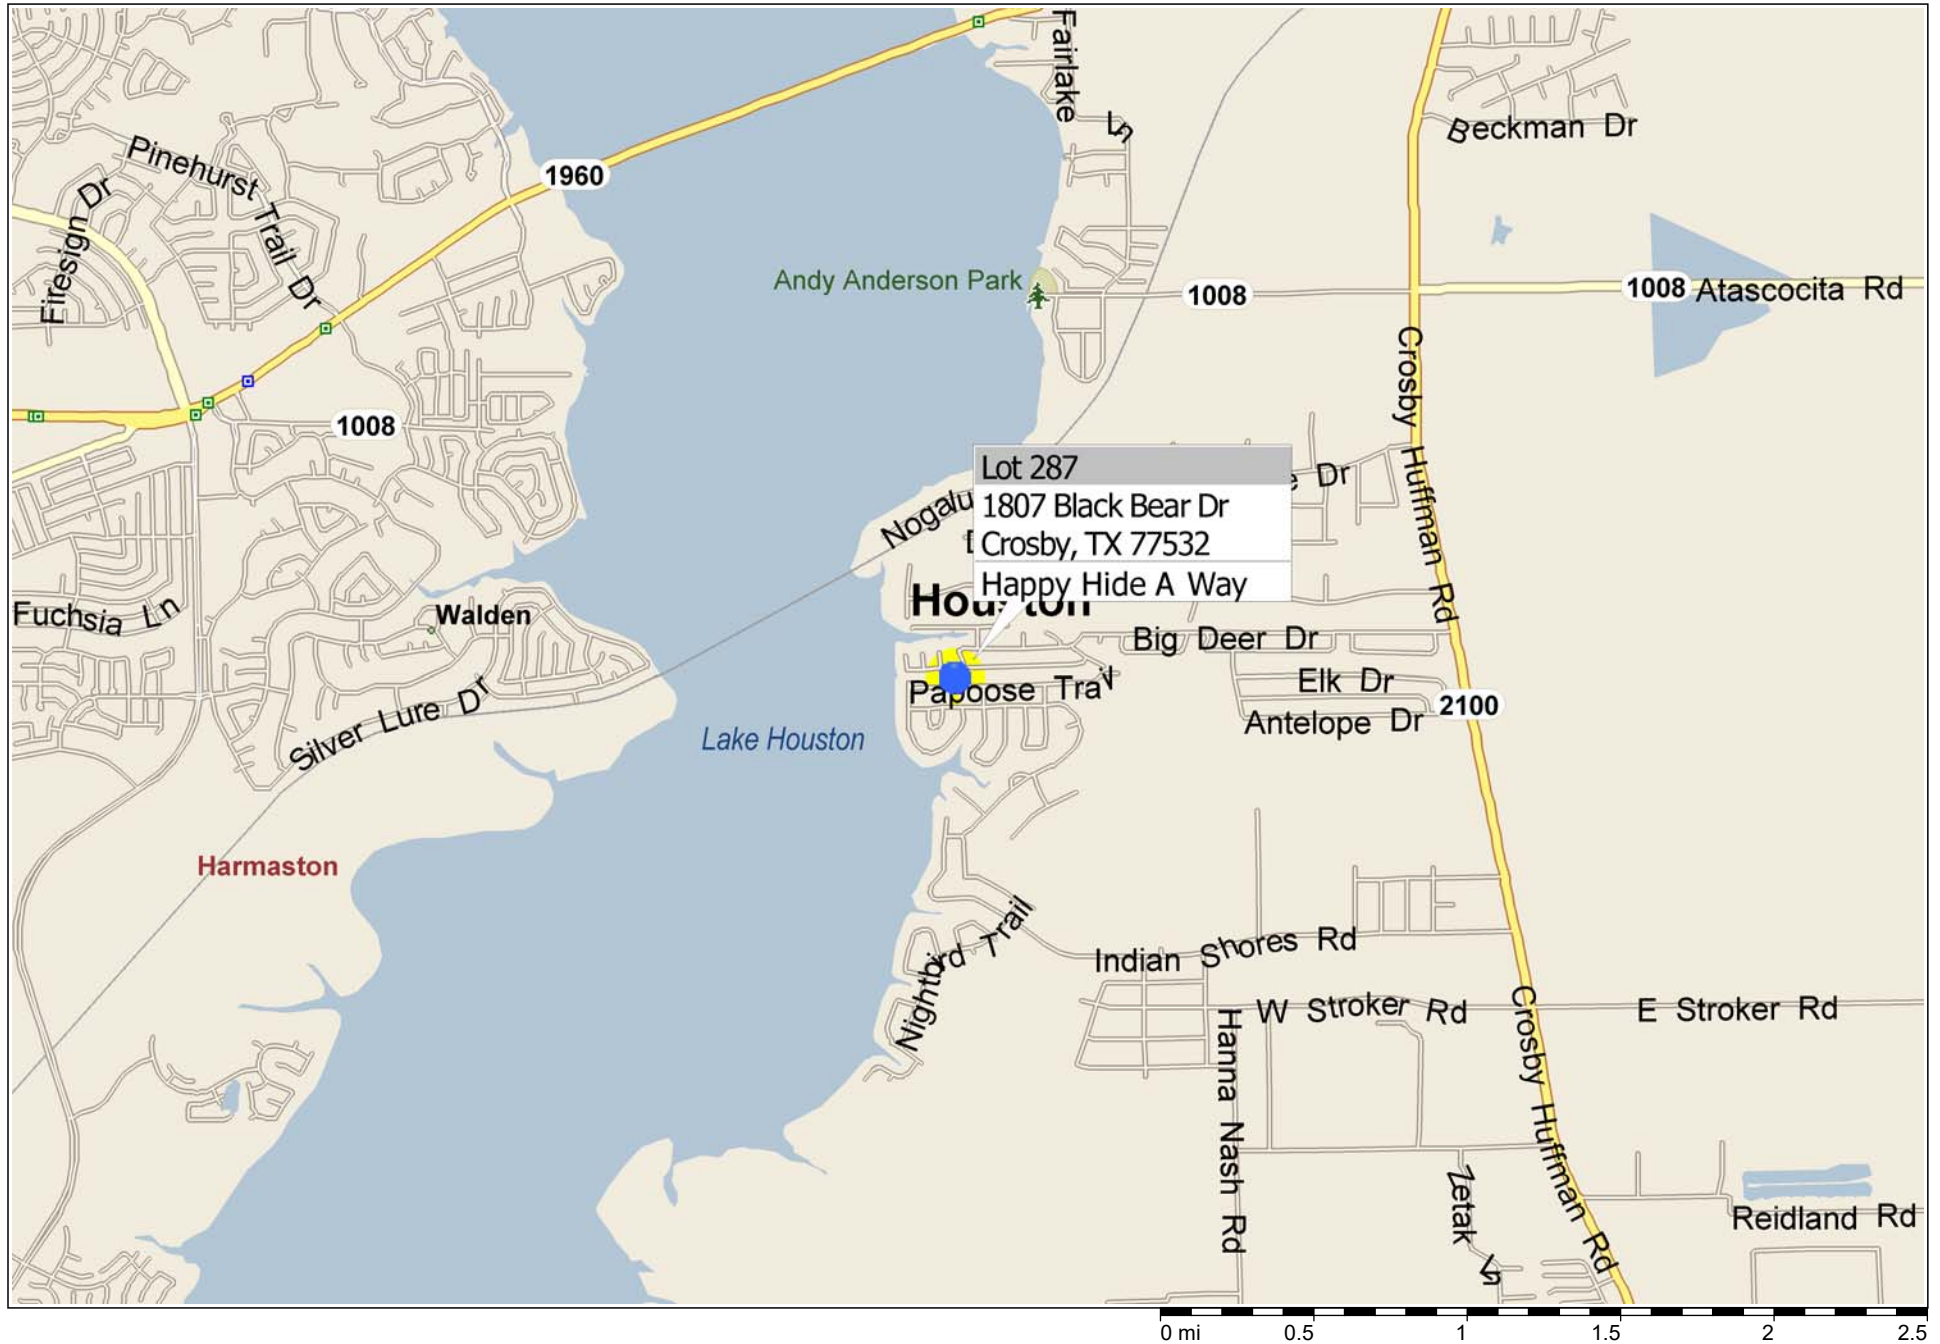 Fairlake Ln
Beckman Dr
Pinehurst Trail Dr
1960
Firesign Dr
Andy Anderson Park
1008
1008
Atascocita Rd
Crosby Huffman Rd
1008
Lot 287
1807 Black Bear Dr
Crosby, TX 77532
Happy Hide A Way
Dr
Houston
Fuchsia Ln
Walden
Big Deer Dr
Elk Dr
Papoose Trail
2100
Antelope Dr
Silver Lure Dr
Lake Houston
Harmaston
Nightbird Trail
Indian Shores Rd
W Stroker Rd
E Stroker Rd
Hanna Nash Rd
Crosby Huffman Rd
Zetak Ln
Reidland Rd
0 mi 0.5 1 1.5 2 2.5